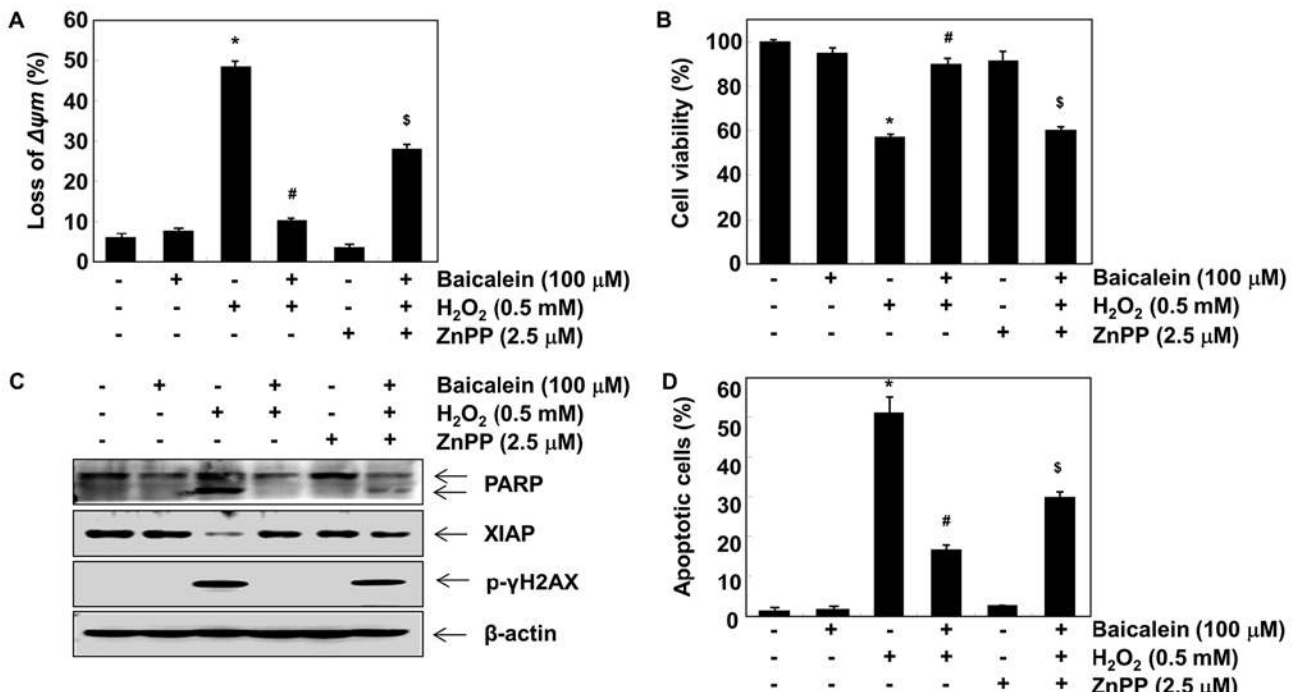 A
Loss of Δψm (%)
60
50
40
30
20
10
0
*
#
$
- + - + - + Baicalein (100 μM)
- - + + - + H₂O₂ (0.5 mM)
- - - - + + ZnPP (2.5 μM)
B
Cell viability (%)
100
80
60
40
20
0
*
#
$
- + - + - + Baicalein (100 μM)
- - + + - + H₂O₂ (0.5 mM)
- - - - + + ZnPP (2.5 μM)
C
- + - + - + Baicalein (100 μM)
- - + + - + H₂O₂ (0.5 mM)
- - - - + + ZnPP (2.5 μM)
PARP
XIAP
p-γH2AX
β-actin
D
Apoptotic cells (%)
60
50
40
30
20
10
0
*
#
$
- + - + - + Baicalein (100 μM)
- - + + - + H₂O₂ (0.5 mM)
- - - - + + ZnPP (2.5 μM)